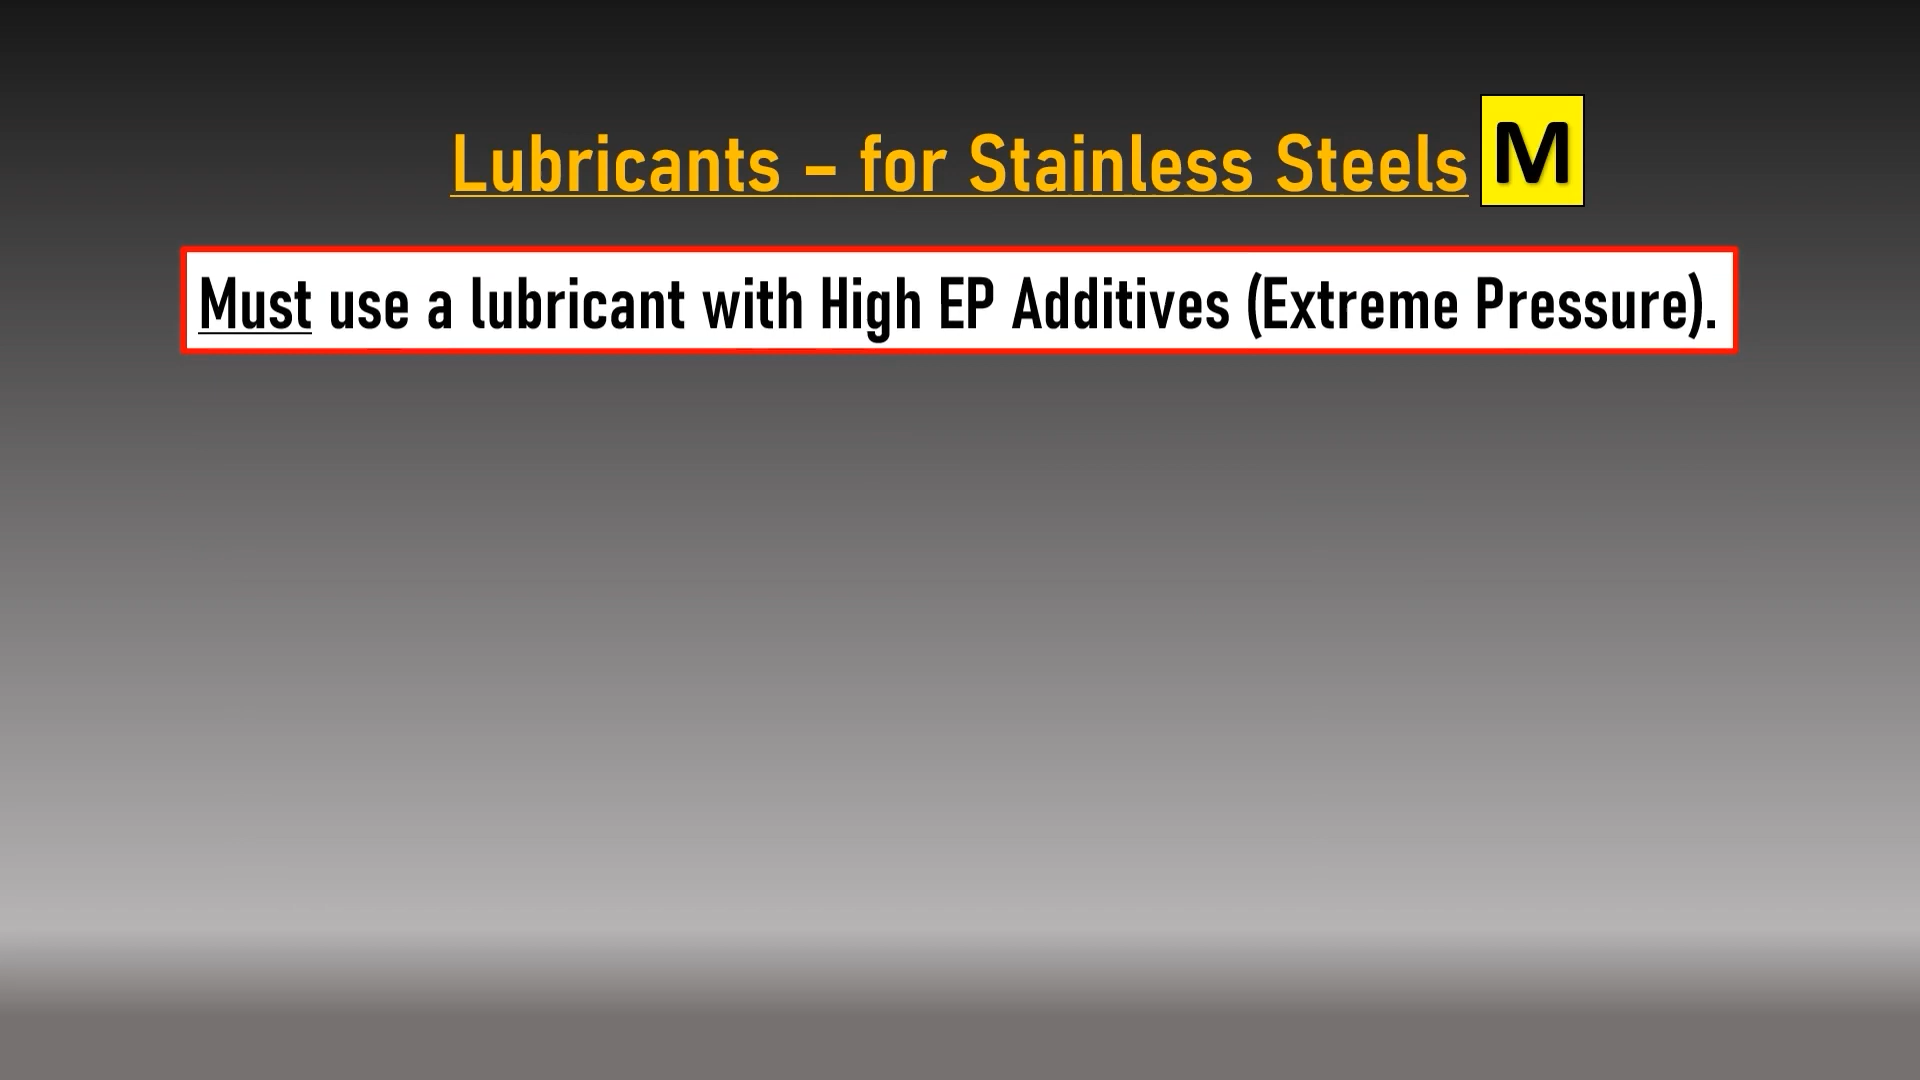 Lubricants – for Stainless Steels M
Must use a lubricant with High EP Additives (Extreme Pressure).